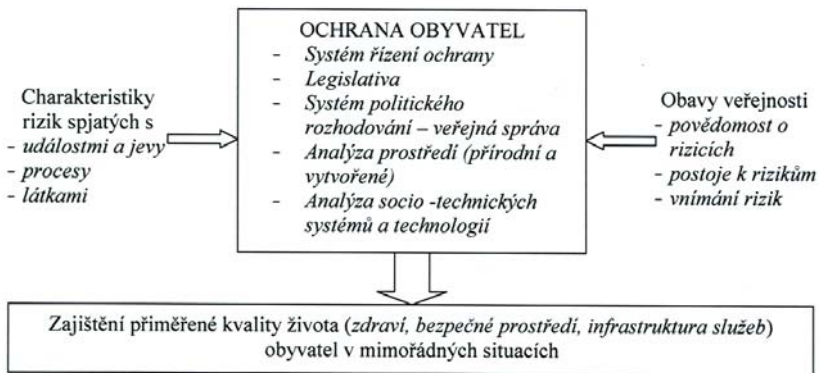 OCHRANA OBYVATEL
- Systém řízení ochrany
- Legislativa
- Systém politického
rozhodování – veřejná správa
- Analýza prostředí (přírodní a
vytvořené)
- Analýza socio -technických
systémů a technologií
Charakteristiky
rizik spjatých s
- událostmi a jevy
- procesy
- látkami
Obavy veřejnosti
- povědomost o
rizicích
- postoje k rizikům
- vnímání rizik
Zajištění přiměřené kvality života (zdraví, bezpečné prostředí, infrastruktura služeb)
obyvatel v mimořádných situacích